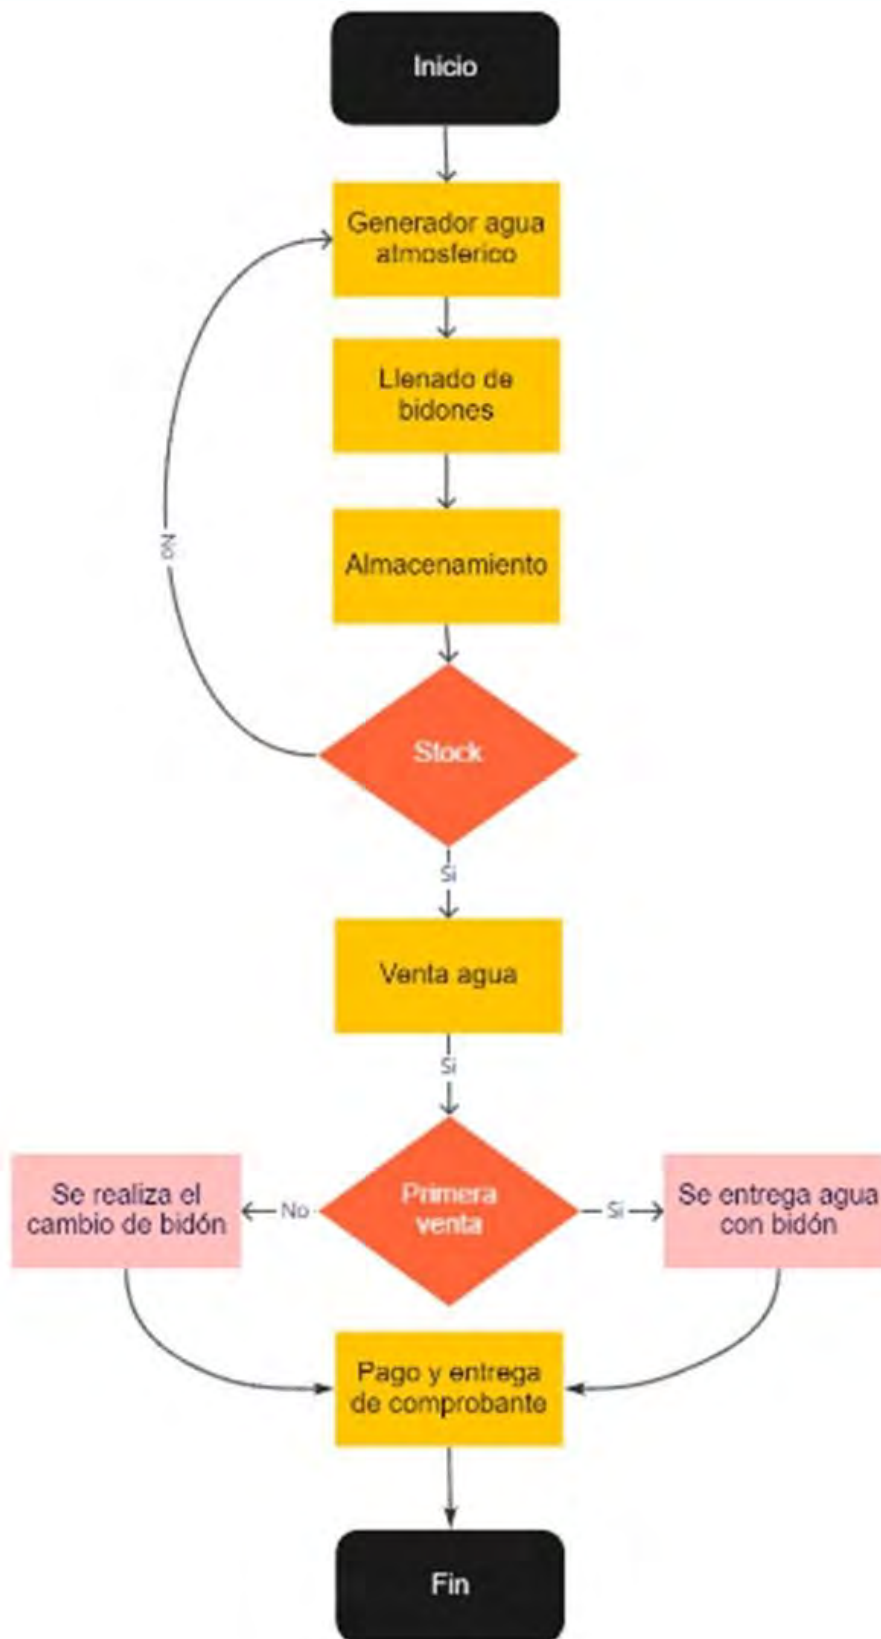 Inicio
Generador agua
atmosferico
Llenado de
bidones
Almacenamiento
No
Stock
Si
Venta agua
Si
Se realiza el
cambio de bidón
No
Primera
venta
Si
Se entrega agua
con bidón
Pago y entrega
de comprobante
Fin